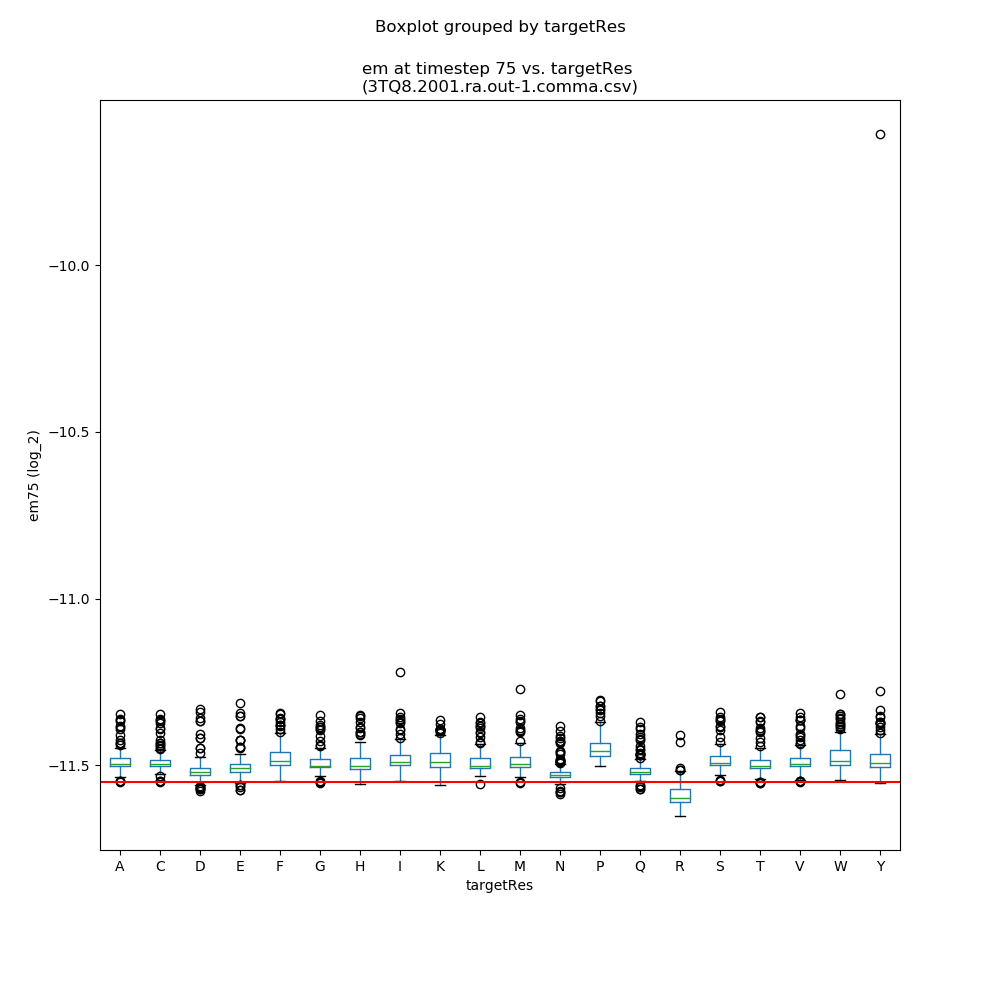 Boxplot grouped by targetRes
em at timestep 75 vs. targetRes
(3TQ8.2001.ra.out-1.comma.csv)
−10.0
−10.5
−11.0
−11.5
em75 (log_2)
A C D E F G H I K L M N P Q R S T V W Y
targetRes